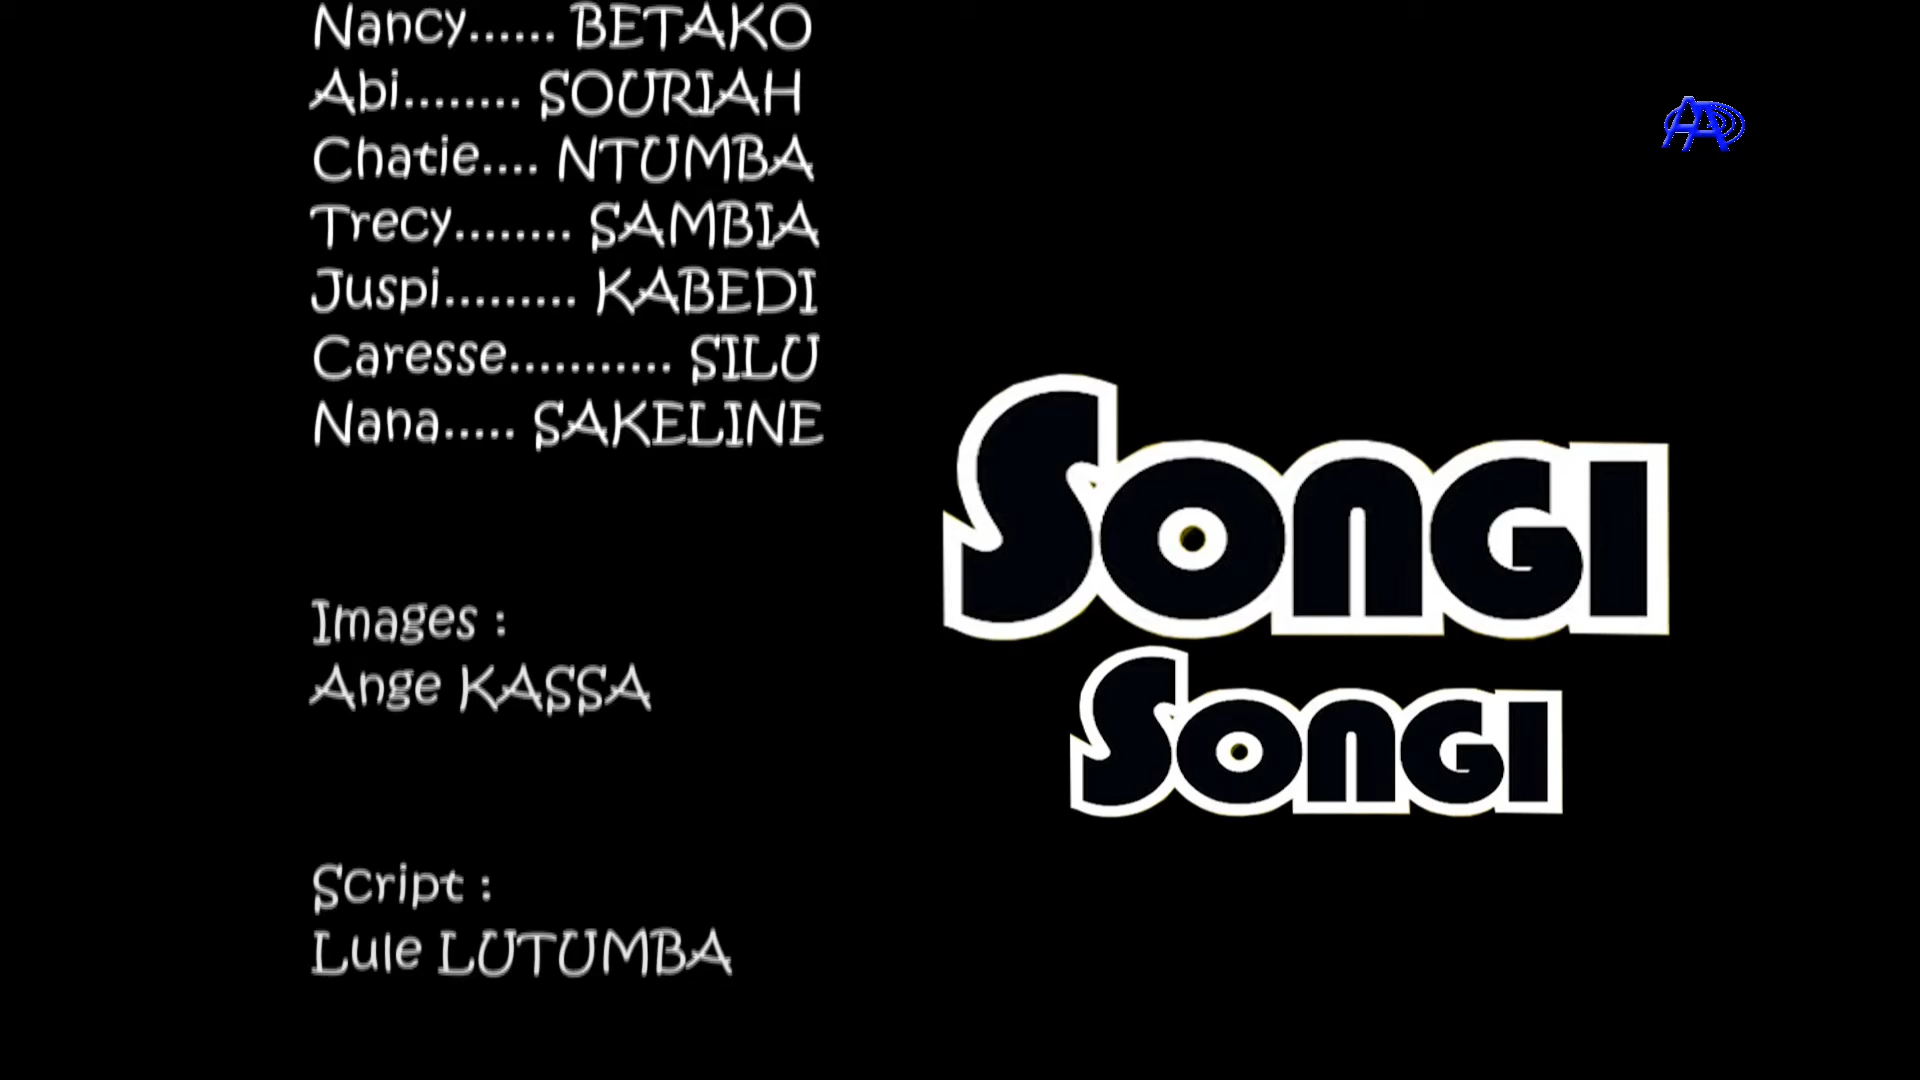 Nancy...... BETAKO
Abi........ SOURIAH
Chatie.... NTUMBA
Trecy........ SAMBIA
Juspi......... KABEDI
Caresse........... SILU
Nana..... SAKELINE
Images :
Ange KASSA
Script :
Lule LUTUMBA
SONGI
SONGI
AA